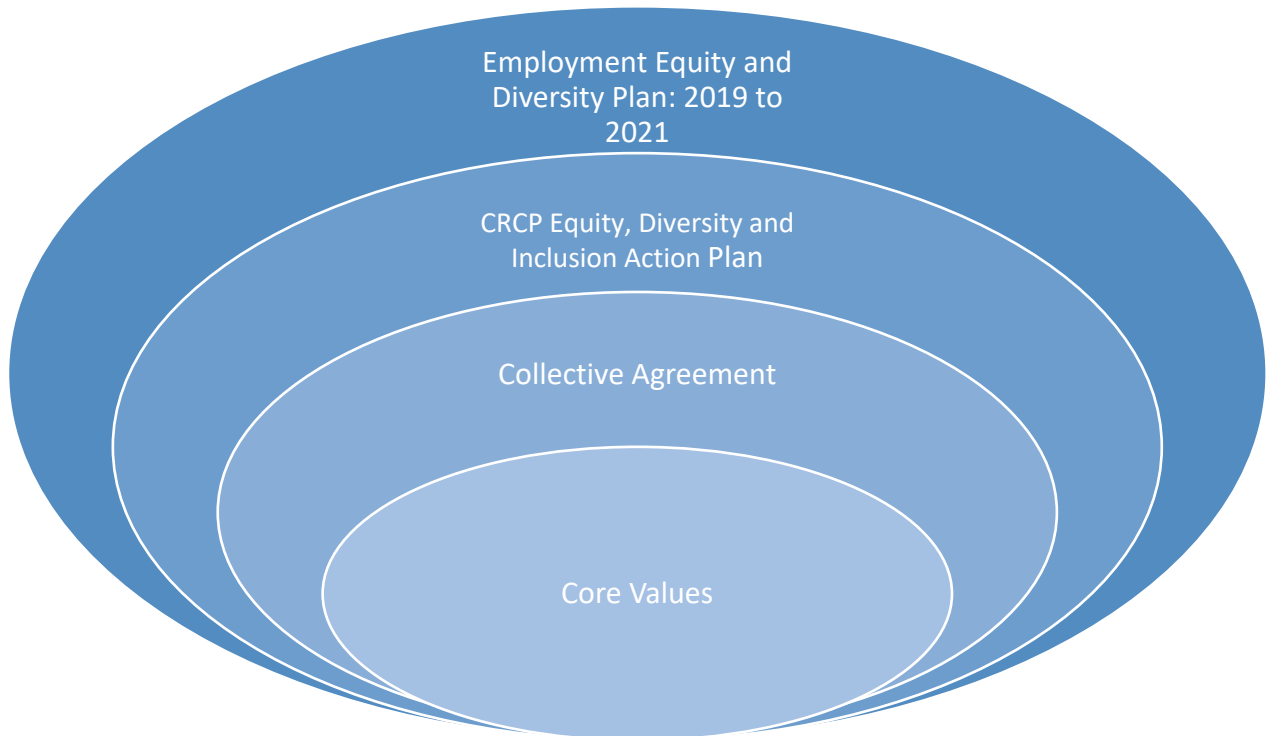 Employment Equity and
Diversity Plan: 2019 to
2021
CRCP Equity, Diversity and
Inclusion Action Plan
Collective Agreement
Core Values